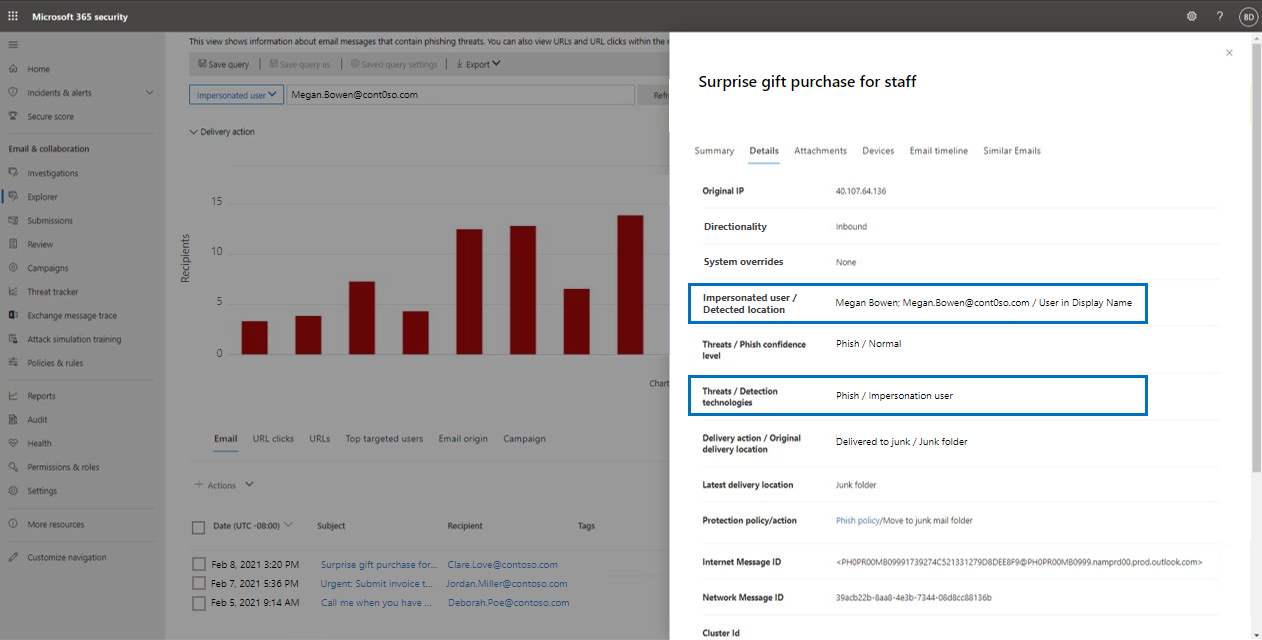 Microsoft 365 security
? BD
Home
Incidents & alerts
Secure score
Email & collaboration
Investigations
Explorer
Submissions
Review
Campaigns
Threat tracker
Exchange message trace
Attack simulation training
Policies & rules
Reports
Audit
Health
Permissions & roles
Settings
More resources
Customize navigation
This view shows information about email messages that contain phishing threats. You can also view URLs and URL clicks within the
Save query Save query as Saved query settings Export
Impersonated user Megan.Bowen@cont0so.com Refr
Delivery action
Recipients
15
10
5
0
Chart
Email URL clicks URLs Top targeted users Email origin Campaign
Actions
Date (UTC -08:00) Subject Recipient Tags
Feb 8, 2021 3:20 PM Surprise gift purchase for... Clare.Love@contoso.com
Feb 7, 2021 5:36 PM Urgent: Submit invoice t... Jordan.Miller@contoso.com
Feb 5, 2021 9:14 AM Call me when you have ... Deborah.Poe@contoso.com
Surprise gift purchase for staff
Summary Details Attachments Devices Email timeline Similar Emails
Original IP 40.107.64.136
Directionality Inbound
System overrides None
Impersonated user /
Detected location
Megan Bowen; Megan.Bowen@cont0so.com / User in Display Name
Threats / Phish confidence
level
Phish / Normal
Threats / Detection
technologies
Phish / Impersonation user
Delivery action / Original
delivery location
Delivered to junk / Junk folder
Latest delivery location Junk folder
Protection policy/action Phish policy/Move to junk mail folder
Internet Message ID <PH0PR00MB09991739274C521331279D8DEE8F9@PH0PR00MB0999.namprd00.prod.outlook.com>
Network Message ID 39acb22b-8aa8-4e3b-7344-08d8cc88136b
Cluster Id